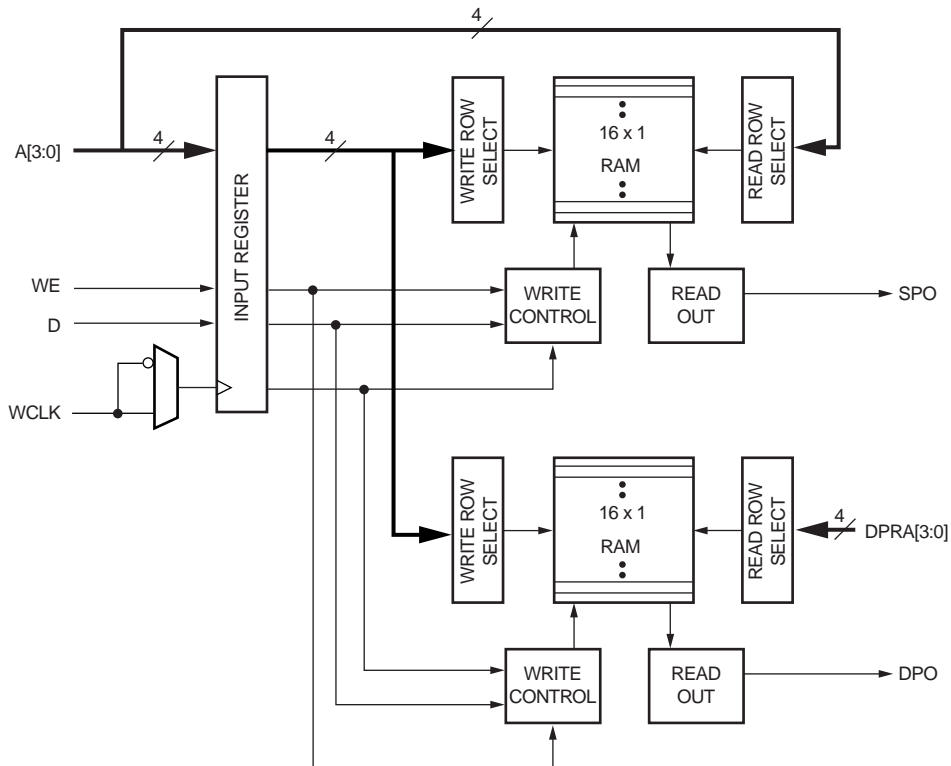 4
A[3:0]
4
INPUT REGISTER
4
WRITE ROW
SELECT
16 x 1
RAM
READ ROW
SELECT
WE
D
WCLK
WRITE
CONTROL
READ
OUT
SPO
WRITE ROW
SELECT
16 x 1
RAM
READ ROW
SELECT
4
DPRA[3:0]
WRITE
CONTROL
READ
OUT
DPO